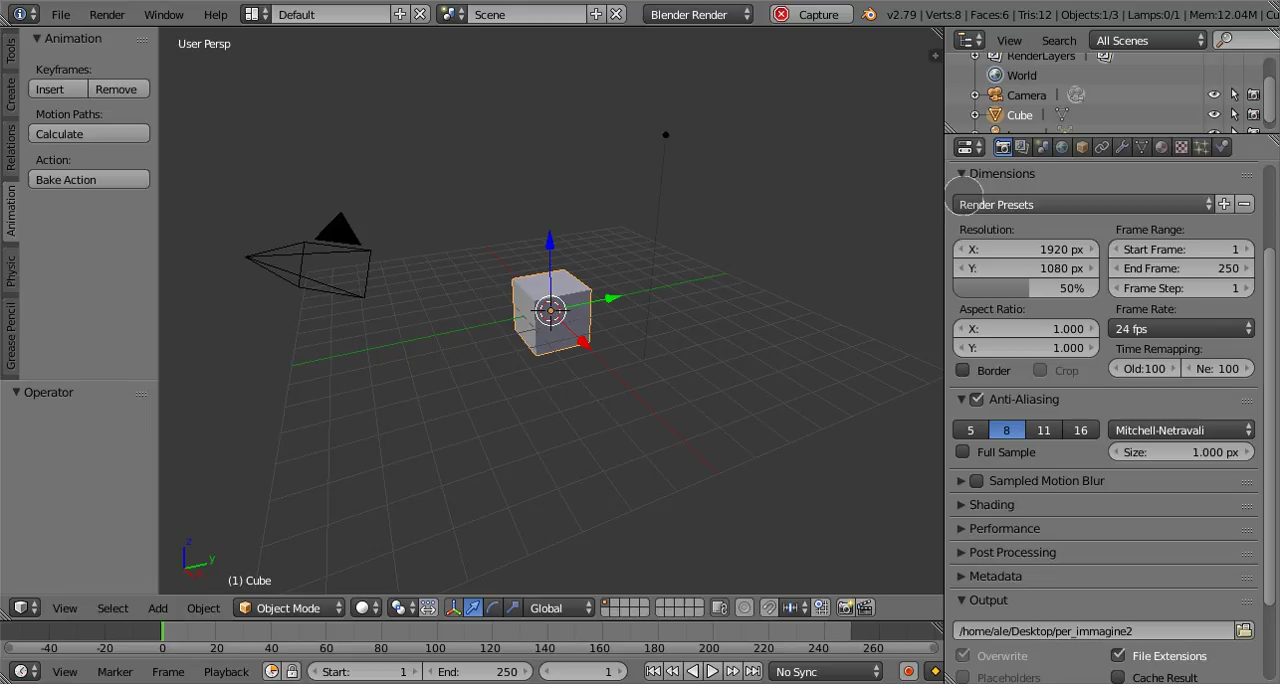 File Render Window Help Default Scene Blender Render Capture v2.79 | Verts:8 | Faces:6 | Tris:12 | Objects:1/3 | Lamps:0/1 | Mem:12.04M | Cu
Tools
Create
Relations
Animation
Physic
Grease Pencil
Animation
Keyframes:
Insert Remove
Motion Paths:
Calculate
Action:
Bake Action
Operator
User Persp
z
y
(1) Cube
View Select Add Object Object Mode Global
-40 -20 0 20 40 60 80 100 120 140 160 180 200 220 240 260
View Marker Frame Playback Start: 1 End: 250 1 No Sync
View Search All Scenes
RenderLayers |
World
Camera |
Cube |
Dimensions
Render Presets
Resolution: Frame Range:
X: 1920 px Start Frame: 1
Y: 1080 px End Frame: 250
50% Frame Step: 1
Aspect Ratio: Frame Rate:
X: 1.000 24 fps
Y: 1.000 Time Remapping:
Border Crop Old:100 Ne: 100
Anti-Aliasing
5 8 11 16 Mitchell-Netravali
Full Sample Size: 1.000 px
Sampled Motion Blur
Shading
Performance
Post Processing
Metadata
Output
/home/ale/Desktop/per_immagine2
Overwrite File Extensions
Placeholders Cache Result